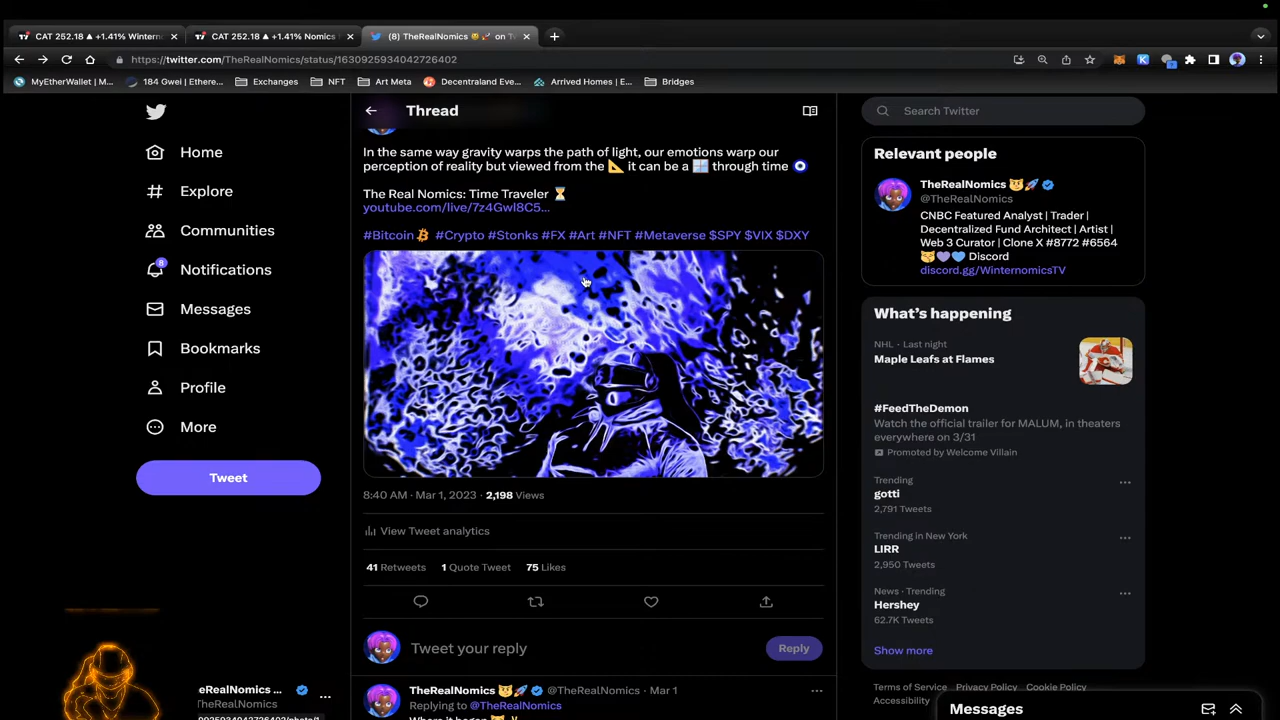 CAT 252.18 ▲ +1.41% Wintern
CAT 252.18 ▲ +1.41% Nomics
(8) TheRealNomics on Tw
https://twitter.com/TheRealNomics/status/1630925934042726402
MyEtherWallet | M...
184 Gwei | Ethere...
Exchanges
NFT
Art Meta
Decentraland Eve...
Arrived Homes | E...
Bridges
Home
Explore
Communities
8
Notifications
Messages
Bookmarks
Profile
More
Tweet
eRealNomics ...
TheRealNomics
Thread
In the same way gravity warps the path of light, our emotions warp our
perception of reality but viewed from the 📐 it can be a 🪟 through time 🧿
The Real Nomics: Time Traveler ⏳
youtube.com/live/7z4Gwl8C5...
#Bitcoin #Crypto #Stonks #FX #Art #NFT #Metaverse $SPY $VIX $DXY
8:40 AM · Mar 1, 2023 · 2,198 Views
View Tweet analytics
41 Retweets 1 Quote Tweet 75 Likes
Tweet your reply
Reply
TheRealNomics @TheRealNomics · Mar 1
Replying to @TheRealNomics
Where it began
Search Twitter
Relevant people
TheRealNomics
@TheRealNomics
CNBC Featured Analyst | Trader |
Decentralized Fund Architect | Artist |
Web 3 Curator | Clone X #8772 #6564
Discord
discord.gg/WinternomicsTV
What's happening
NHL · Last night
Maple Leafs at Flames
#FeedTheDemon
Watch the official trailer for MALUM, in theaters
everywhere on 3/31
Promoted by Welcome Villain
Trending
gotti
2,791 Tweets
Trending in New York
LIRR
2,950 Tweets
News · Trending
Hershey
62.7K Tweets
Show more
Terms of Service Privacy Policy Cookie Policy
Accessibility
Messages